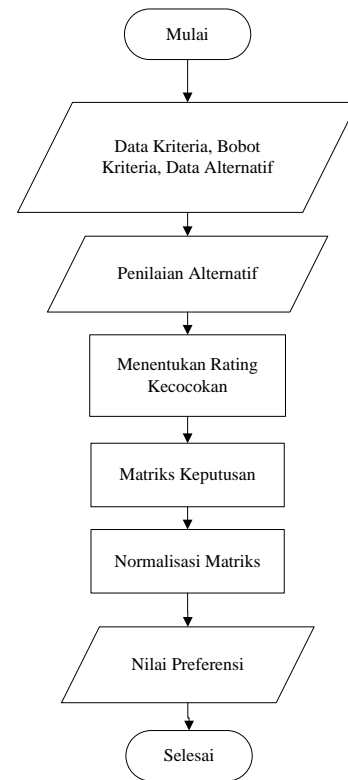 Mulai
Data Kriteria, Bobot
Kriteria, Data Alternatif
Penilaian Alternatif
Menentukan Rating
Kecocokan
Matriks Keputusan
Normalisasi Matriks
Nilai Preferensi
Selesai